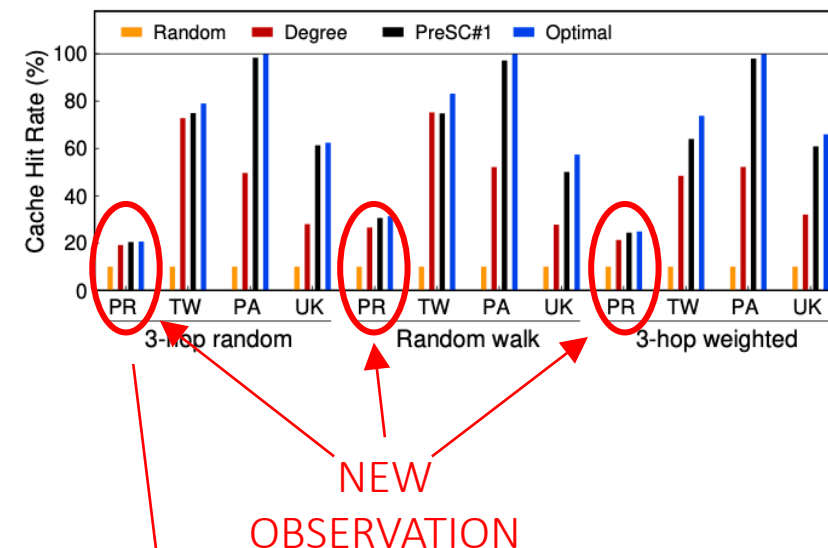 Random Degree PreSC#1 Optimal
Cache Hit Rate (%)
100
80
60
40
20
0
PR TW PA UK PR TW PA UK PR TW PA UK
3-hop random Random walk 3-hop weighted
NEW
OBSERVATION